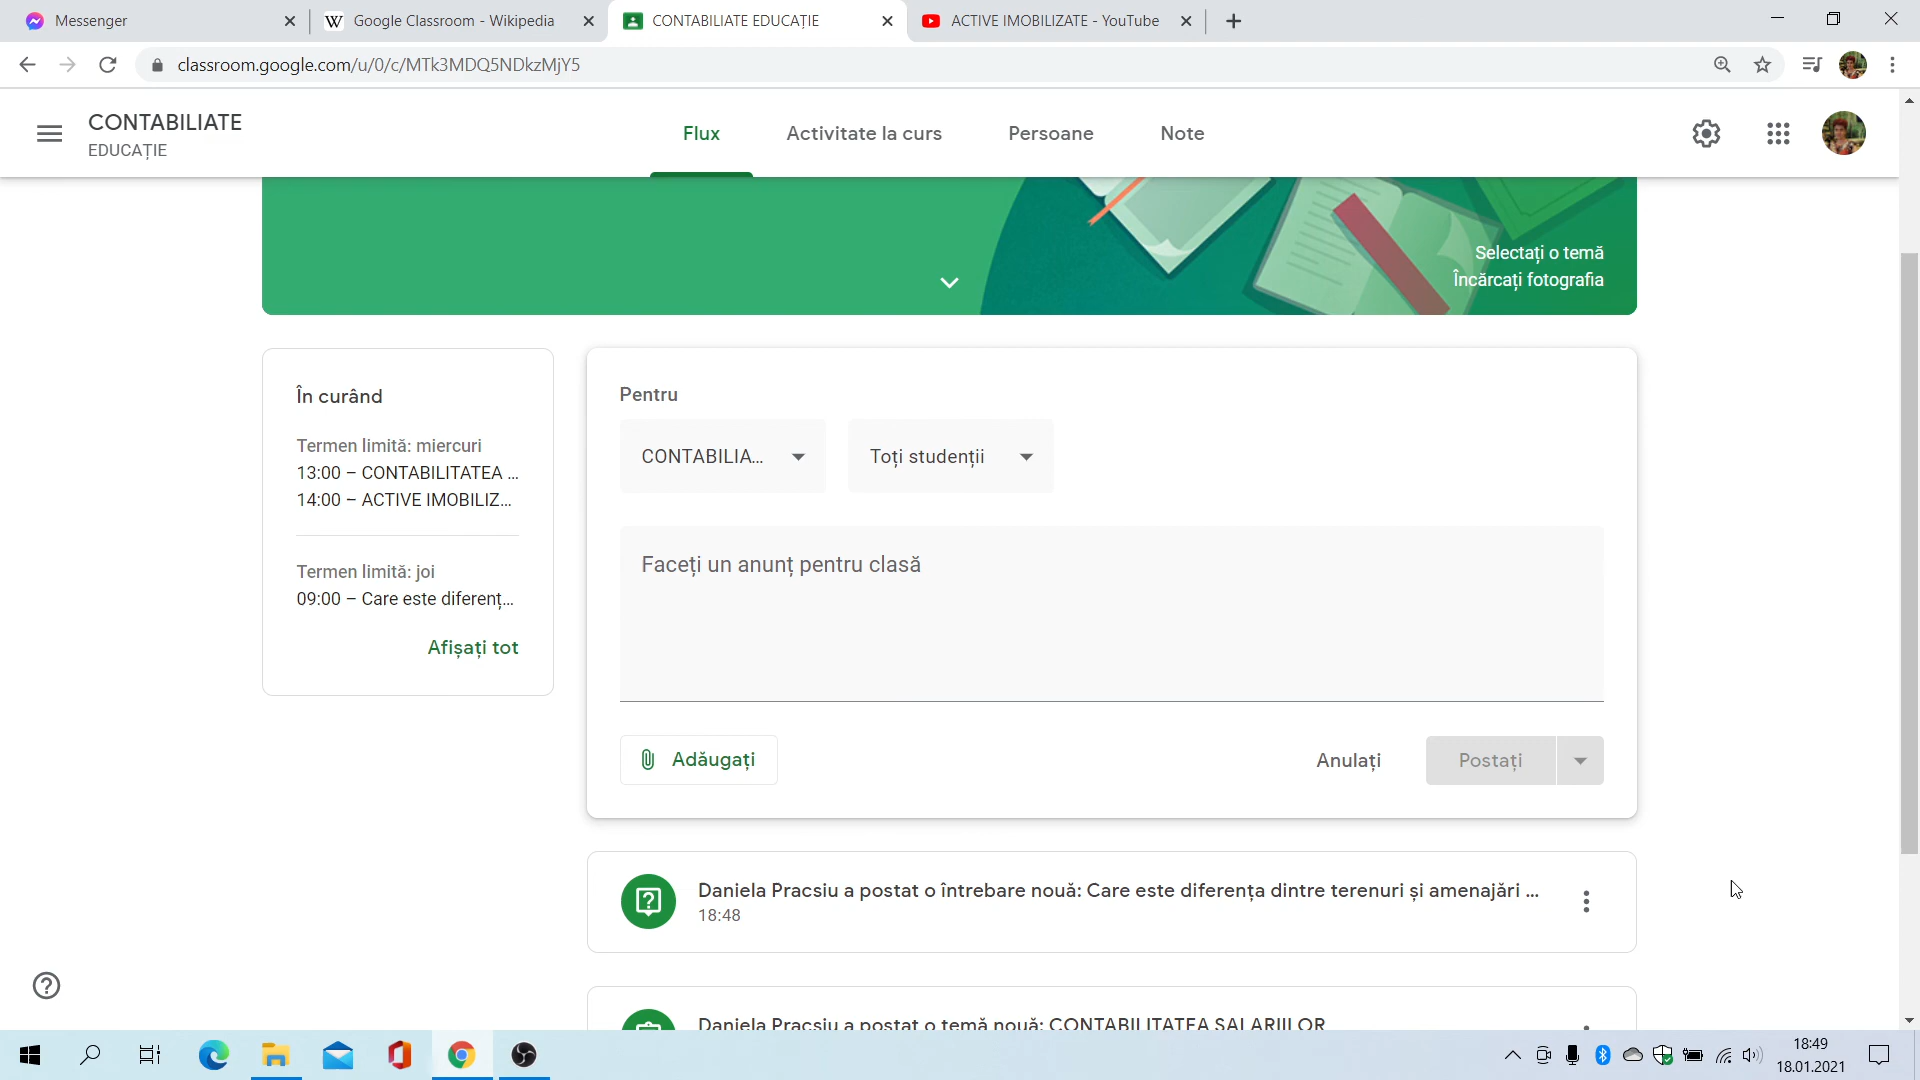 Messenger
Google Classroom - Wikipedia
CONTABILIATE EDUCAȚIE
ACTIVE IMOBILIZATE - YouTube
classroom.google.com/u/0/c/MTk3MDQ5NDkzMjY5
CONTABILIATE
EDUCAȚIE
Flux
Activitate la curs
Persoane
Note
Selectați o temă
Încărcați fotografia
În curând
Termen limită: miercuri
13:00 – CONTABILITATEA ...
14:00 – ACTIVE IMOBILIZ...
Termen limită: joi
09:00 – Care este diferenț...
Afișați tot
Pentru
CONTABILIA...
Toți studenții
Faceți un anunț pentru clasă
Adăugați
Anulați
Postați
Daniela Pracsiu a postat o întrebare nouă: Care este diferența dintre terenuri și amenajări ...
18:48
Daniela Pracsiu a postat o temă nouă: CONTABILITATEA SALARIILOR
18:49
18.01.2021